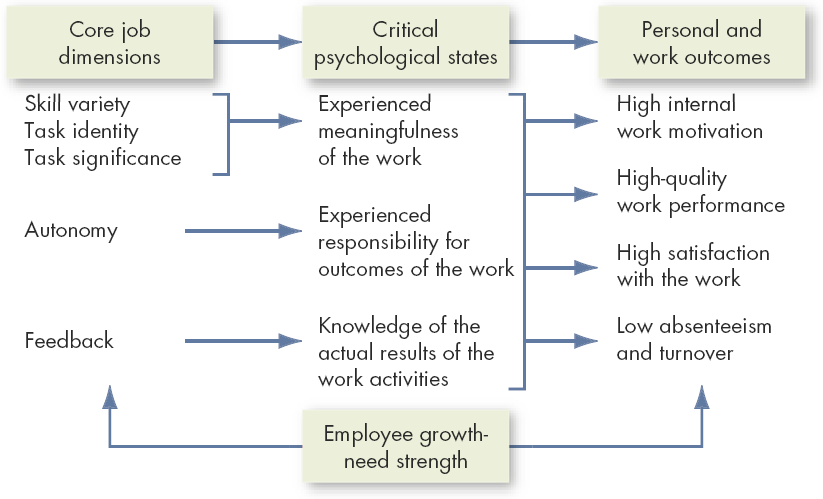 Core job
dimensions
Critical
psychological states
Personal and
work outcomes
Skill variety
Task identity
Task significance
Experienced
meaningfulness
of the work
High internal
work motivation
High-quality
work performance
Autonomy
Experienced
responsibility for
outcomes of the work
High satisfaction
with the work
Feedback
Knowledge of the
actual results of the
work activities
Low absenteeism
and turnover
Employee growth-
need strength